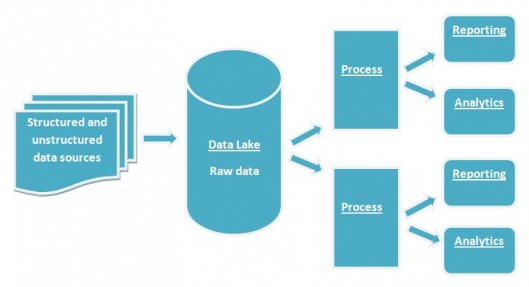 Structured and
unstructured
data sources
Data Lake
Raw data
Process
Reporting
Analytics
Process
Reporting
Analytics